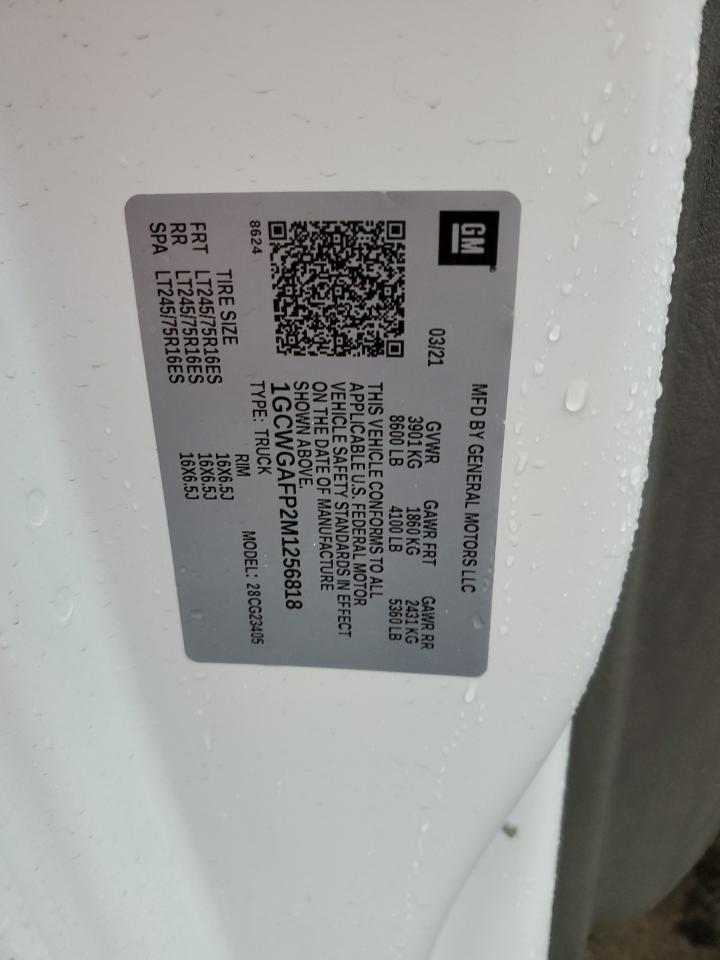 GM
MFD BY GENERAL MOTORS LLC
03/21
GVWR GAWR FRT GAWR RR
3901 KG 1860 KG 2431 KG
8600 LB 4100 LB 5360 LB
THIS VEHICLE CONFORMS TO ALL
APPLICABLE U.S. FEDERAL MOTOR
VEHICLE SAFETY STANDARDS IN EFFECT
ON THE DATE OF MANUFACTURE
SHOWN ABOVE.
1GCWGAFP2M1256818
8624
TYPE: TRUCK MODEL: 28CG23405
TIRE SIZE RIM
FRT LT245/75R16ES 16X6.5J
RR LT245/75R16ES 16X6.5J
SPA LT245/75R16ES 16X6.5J